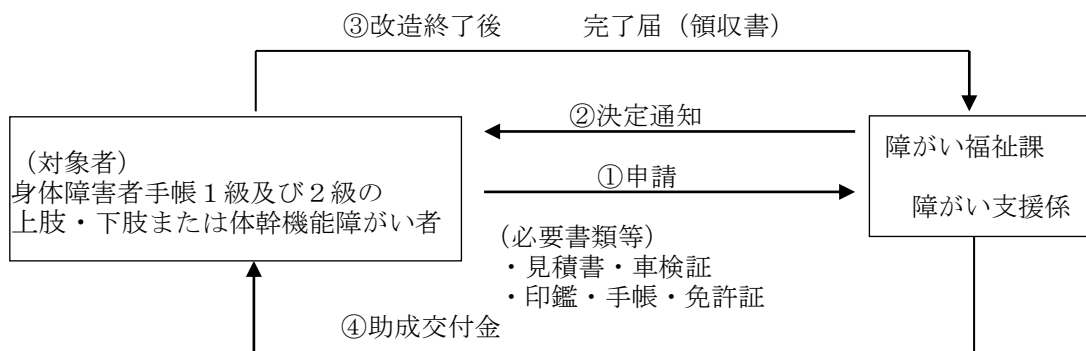 ③改造終了後　　　完了届（領収書）
②決定通知
（対象者）
身体障害者手帳１級及び２級の
上肢・下肢または体幹機能障がい者
①申請
障がい福祉課
障がい支援係
(必要書類等)
・見積書・車検証
・印鑑・手帳・免許証
④助成交付金